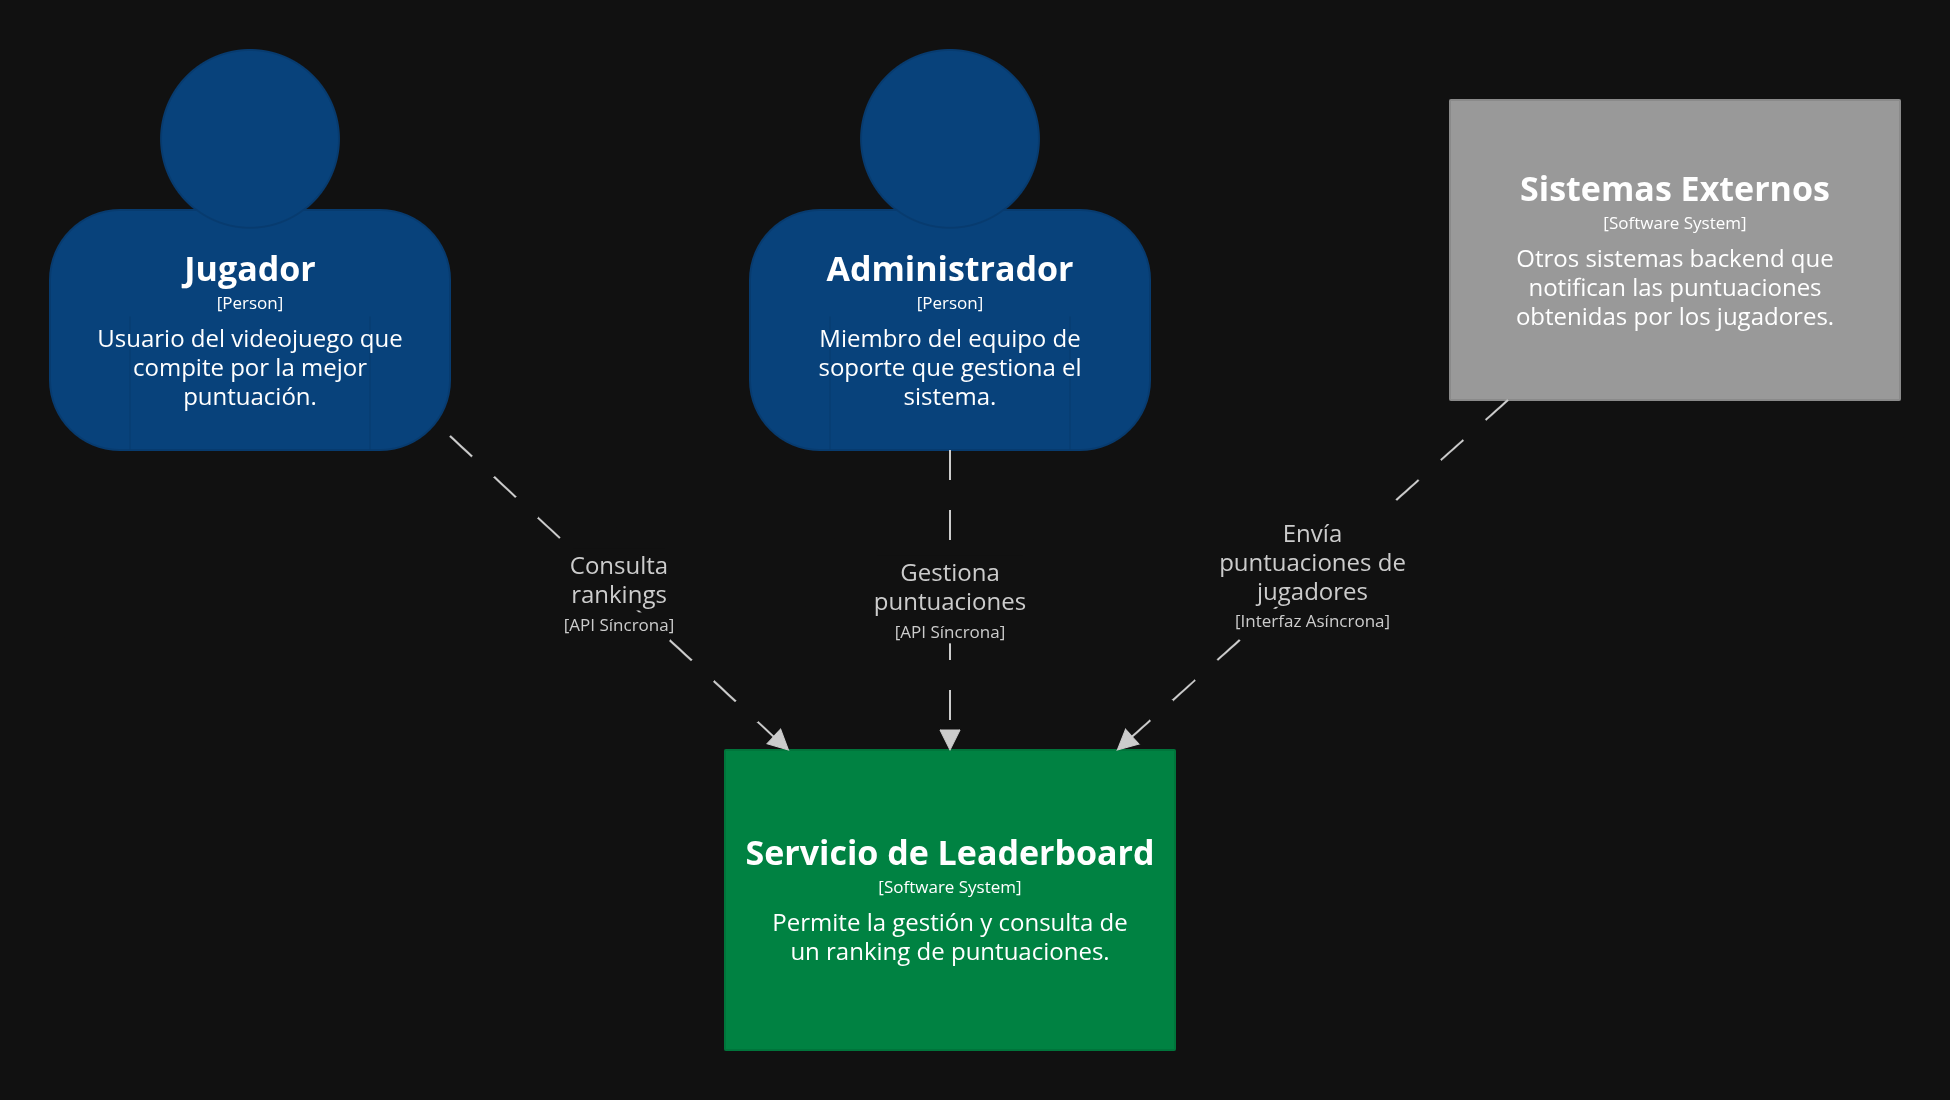 Jugador
[Person]
Usuario del videojuego que
compite por la mejor
puntuación.
Administrador
[Person]
Miembro del equipo de
soporte que gestiona el
sistema.
Sistemas Externos
[Software System]
Otros sistemas backend que
notifican las puntuaciones
obtenidas por los jugadores.
Consulta
rankings
[API Síncrona]
Gestiona
puntuaciones
[API Síncrona]
Envía
puntuaciones de
jugadores
[Interfaz Asíncrona]
Servicio de Leaderboard
[Software System]
Permite la gestión y consulta de
un ranking de puntuaciones.